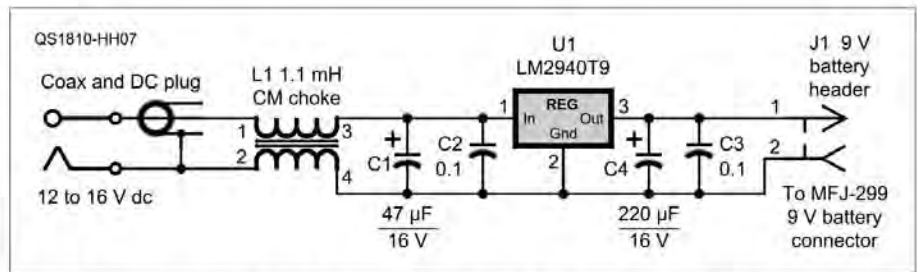 QS1810-HH07
Coax and DC plug
12 to 16 V dc
L1 1.1 mH
CM choke
1
2
3
4
+
C1
47 µF
16 V
C2
0.1
U1
LM2940T9
REG
In Out
Gnd
1
3
2
+
C4
220 µF
16 V
C3
0.1
J1 9 V
battery
header
1
2
To MFJ-299
9 V battery
connector